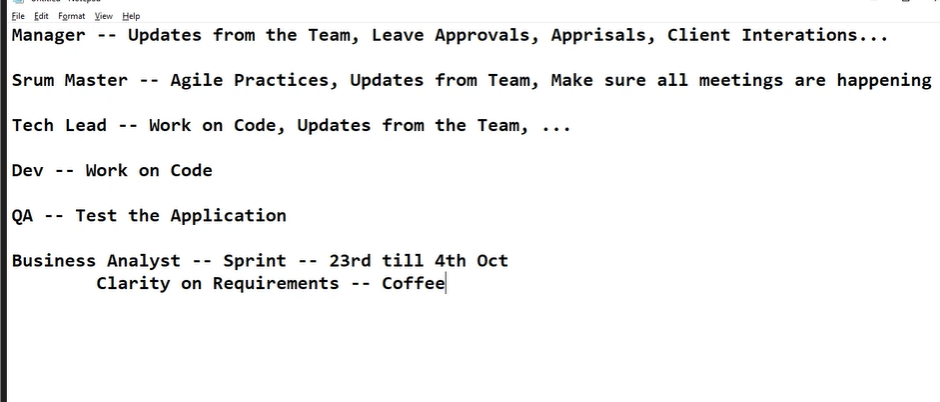 File Edit Format View Help
Manager -- Updates from the Team, Leave Approvals, Apprisals, Client Interations...
Srum Master -- Agile Practices, Updates from Team, Make sure all meetings are happening
Tech Lead -- Work on Code, Updates from the Team, ...
Dev -- Work on Code
QA -- Test the Application
Business Analyst -- Sprint -- 23rd till 4th Oct
Clarity on Requirements -- Coffee